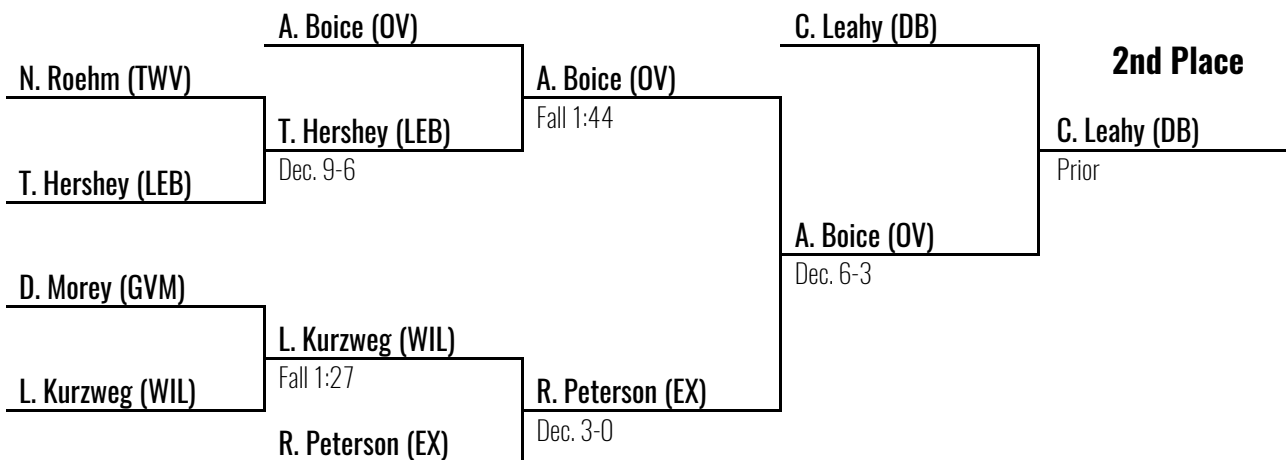 A. Boice (OV)
C. Leahy (DB)
2nd Place
N. Roehm (TWV)
A. Boice (OV)
Fall 1:44
T. Hershey (LEB)
Dec. 9-6
C. Leahy (DB)
Prior
T. Hershey (LEB)
A. Boice (OV)
Dec. 6-3
D. Morey (GVM)
L. Kurzweg (WIL)
Fall 1:27
L. Kurzweg (WIL)
R. Peterson (EX)
Dec. 3-0
R. Peterson (EX)